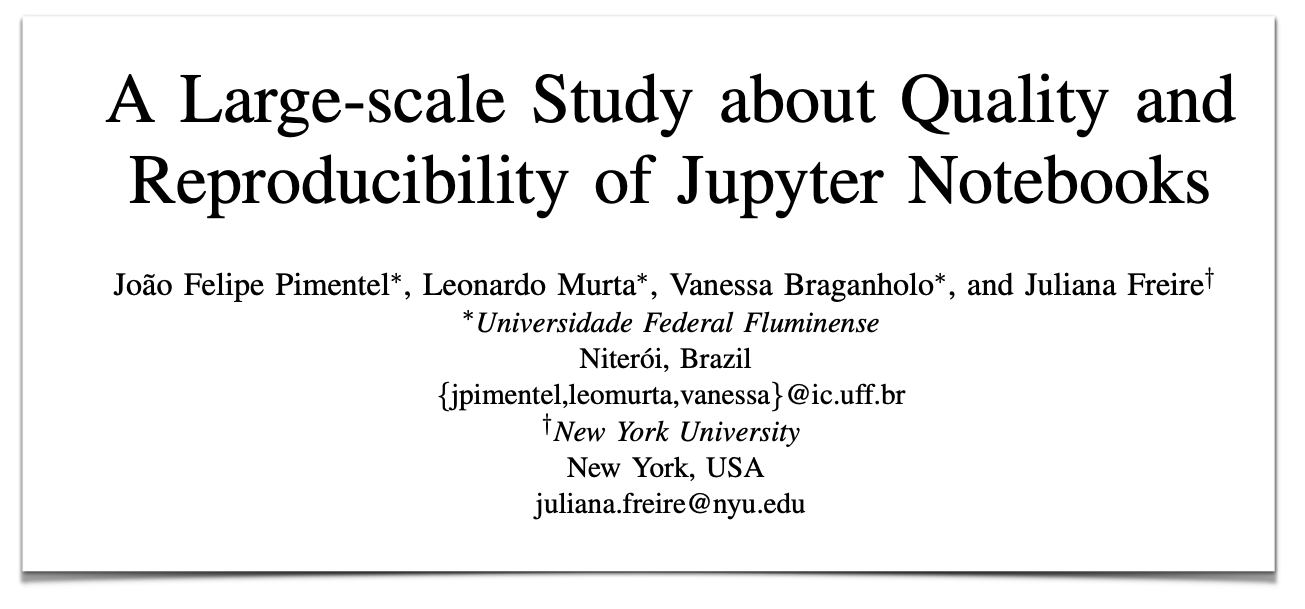 A Large-scale Study about Quality and
Reproducibility of Jupyter Notebooks
João Felipe Pimentel*, Leonardo Murta*, Vanessa Braganholo*, and Juliana Freire†
*Universidade Federal Fluminense
Niterói, Brazil
{jpimentel,leomurta,vanessa}@ic.uff.br
†New York University
New York, USA
juliana.freire@nyu.edu